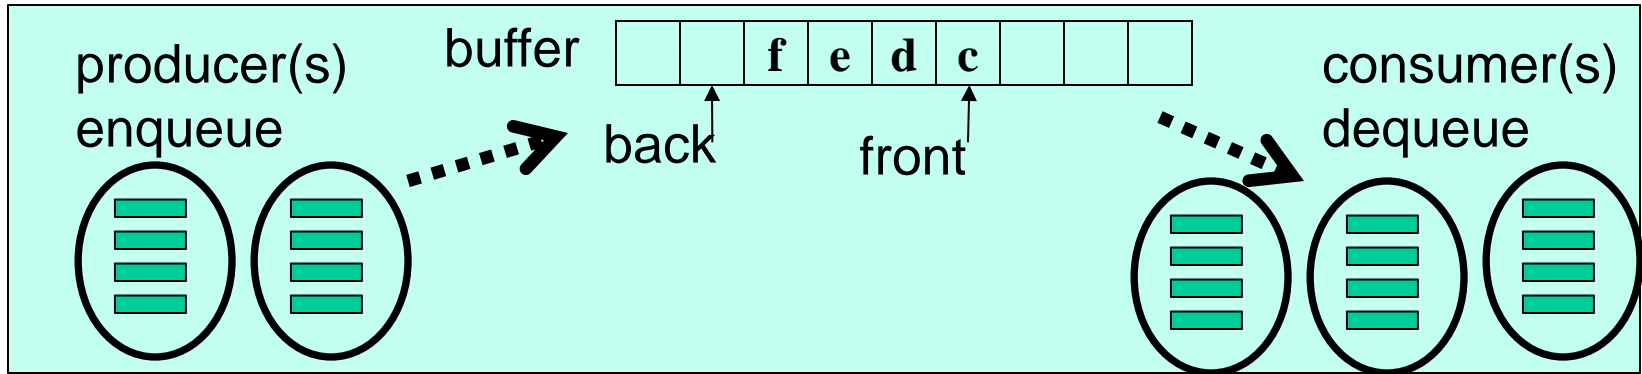 producer(s)
enqueue
buffer
f e d c
back
front
consumer(s)
dequeue